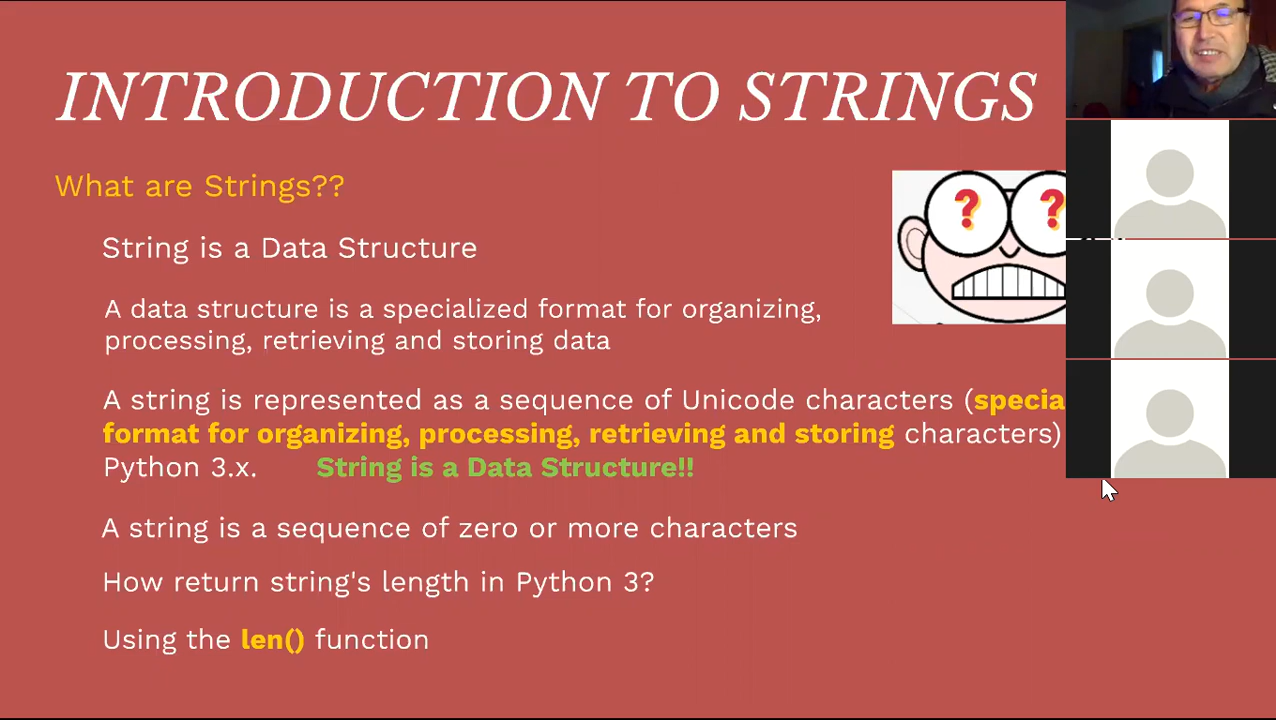 INTRODUCTION TO STRINGS
What are Strings??
? ?
String is a Data Structure
A data structure is a specialized format for organizing,
processing, retrieving and storing data
A string is represented as a sequence of Unicode characters (specia
format for organizing, processing, retrieving and storing characters)
Python 3.x. String is a Data Structure!!
A string is a sequence of zero or more characters
How return string's length in Python 3?
Using the len() function